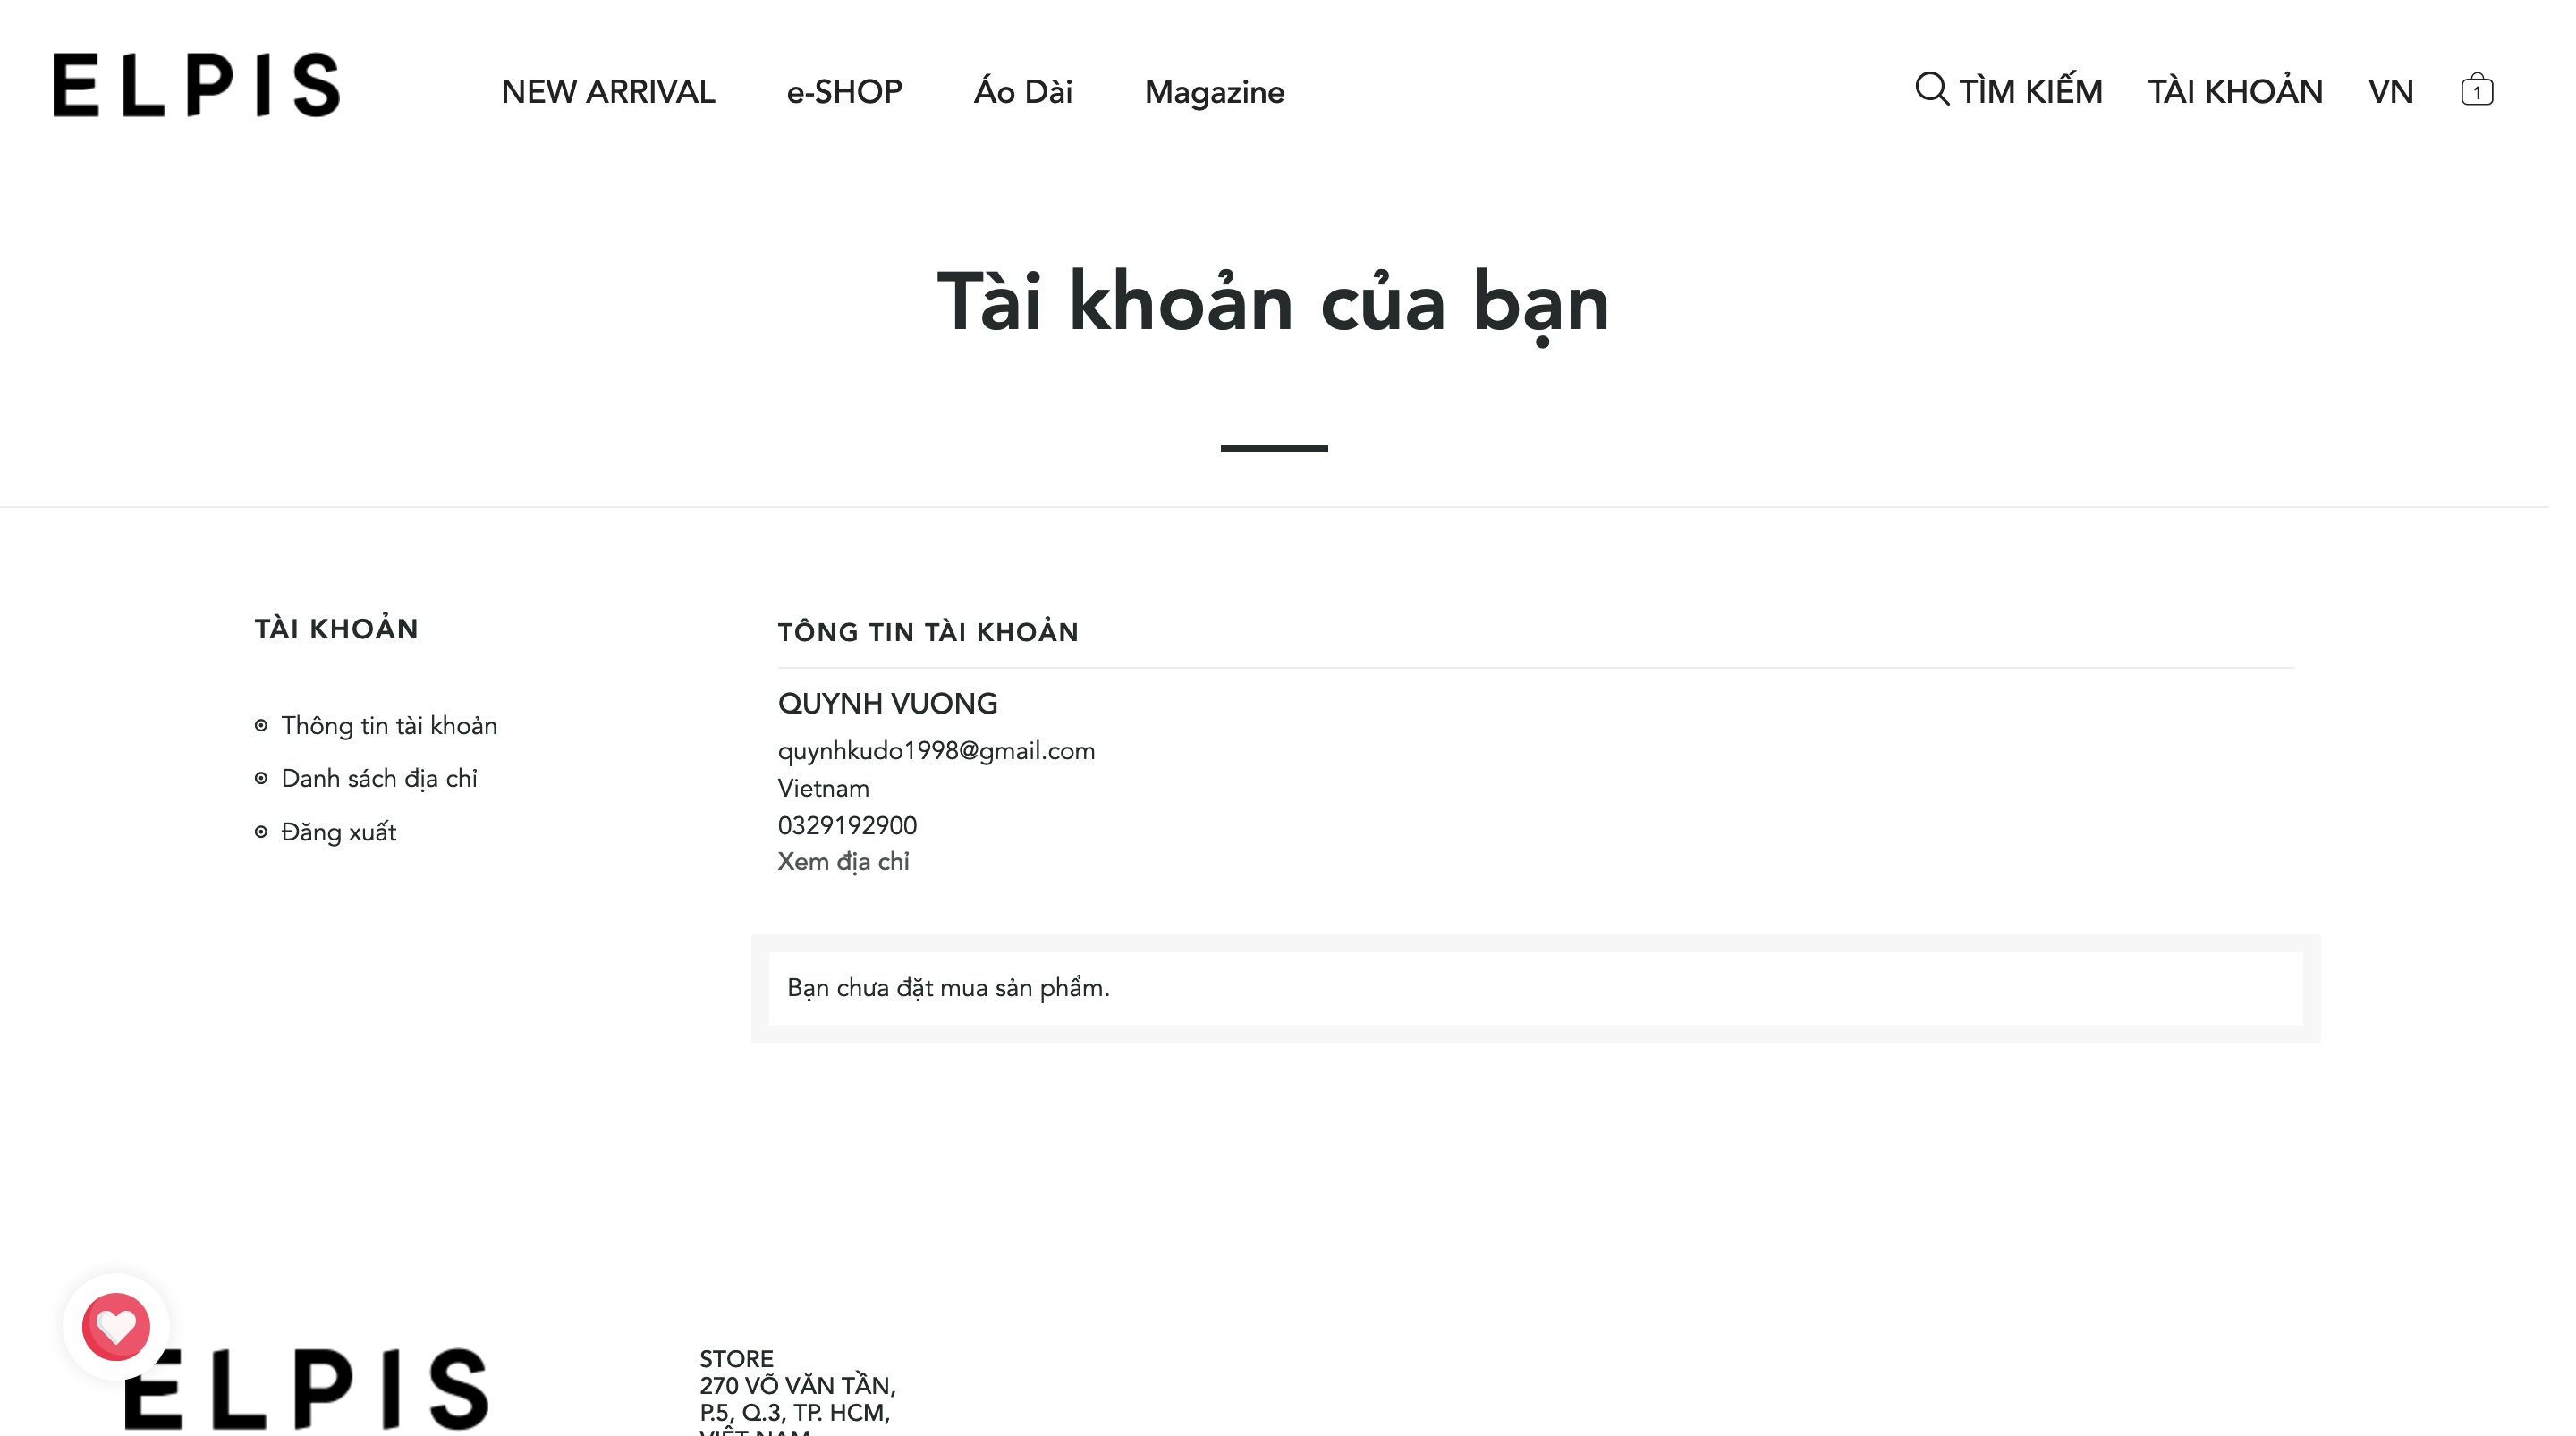 ELPIS
NEW ARRIVAL
e-SHOP
Áo Dài
Magazine
TÌM KIẾM
TÀI KHOẢN
VN
1
Tài khoản của bạn
TÀI KHOẢN
Thông tin tài khoản
Danh sách địa chỉ
Đăng xuất
TÔNG TIN TÀI KHOẢN
QUYNH VUONG
quynhkudo1998@gmail.com
Vietnam
0329192900
Xem địa chỉ
Bạn chưa đặt mua sản phẩm.
ELPIS
STORE
270 VÕ VĂN TẦN,
P.5, Q.3, TP. HCM,
VIỆT NAM